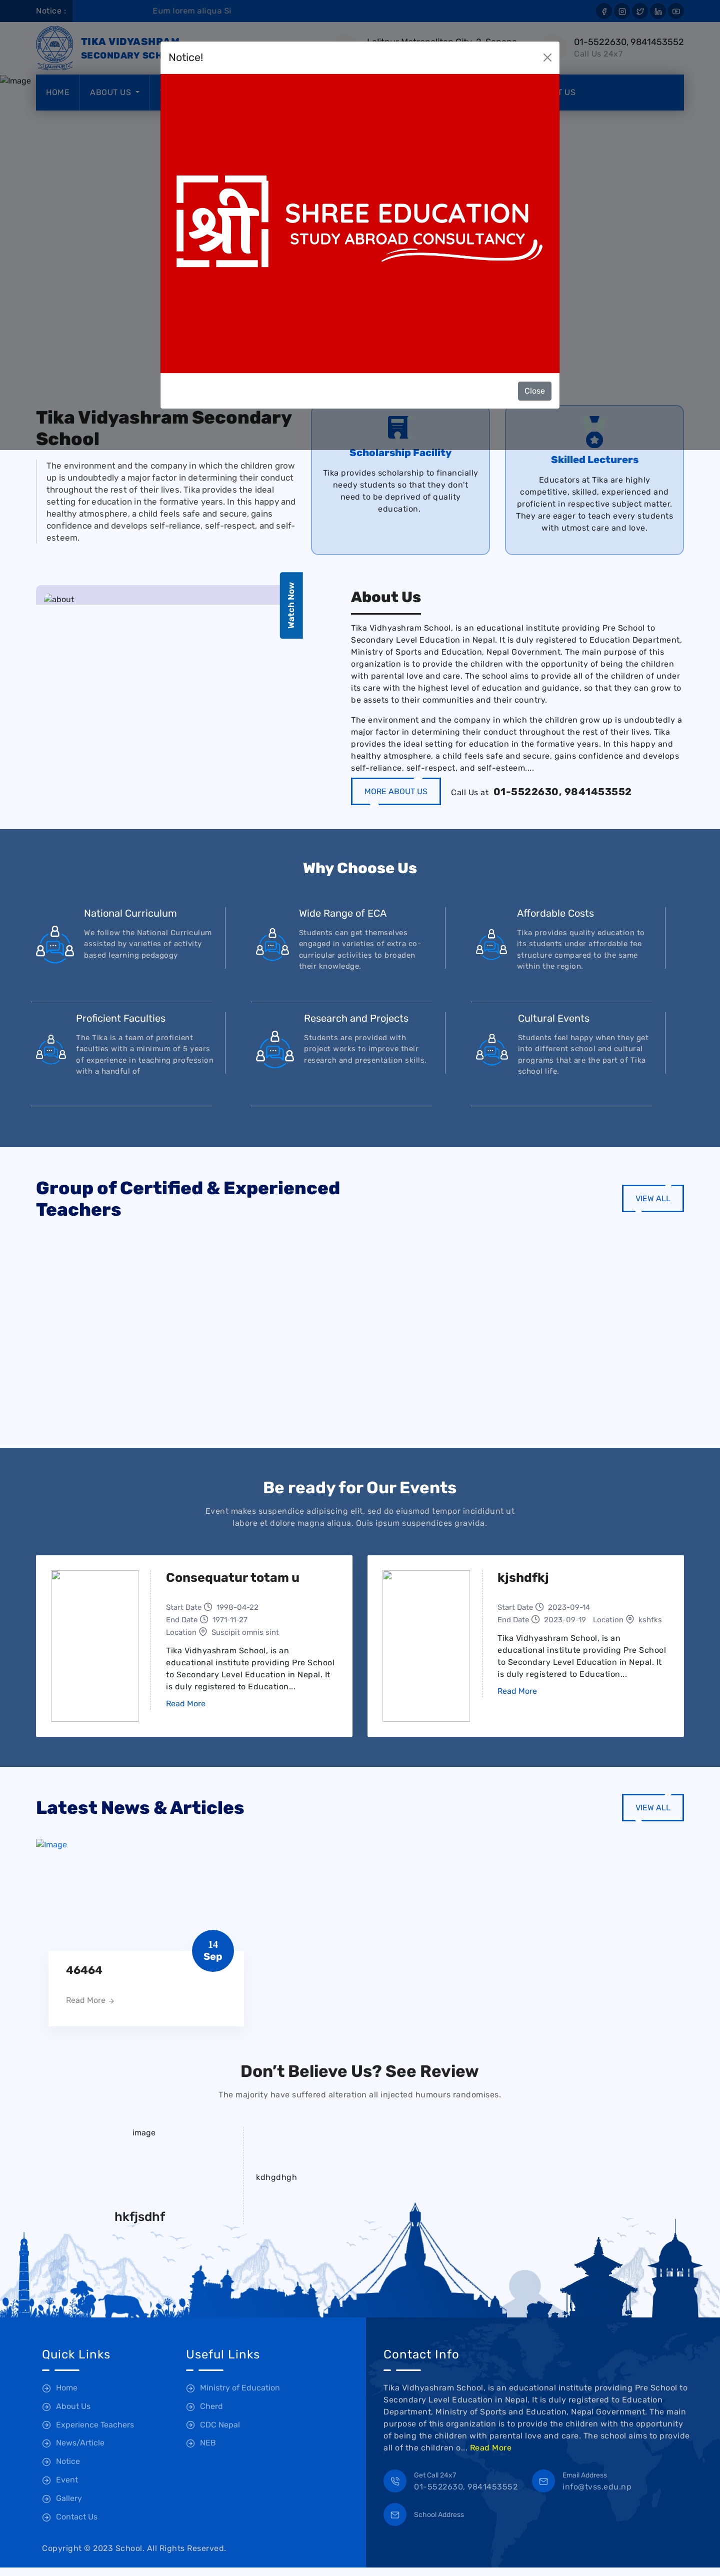 Notice :
Eum lorem aliqua Si
TIKA VIDYASHRAM
SECONDARY
01-5522630, 9841453552
Call Us 24x7
Image
HOME
ABOUT US
US
Notice!
श्री
SHREE EDUCATION
STUDY ABROAD CONSULTANCY
Close
Tika Vidhyashram Secondary
School
The environment and the company in which the children grow
up is undoubtedly a major factor in determining their conduct
throughout the rest of their lives. Tika provides the ideal
setting for education in the formative years. In this happy and
healthy atmosphere, a child feels safe and secure, gains
confidence and develops self-reliance, self-respect, and self-
esteem.
Scholarship Facility
Tika provides scholarship to financially
needy students so that they don't
need to be deprived of quality
education.
Skilled Lecturers
Educators at Tika are highly
competitive, skilled, experienced and
proficient in respective subject matter.
They are eager to teach every students
with utmost care and love.
about
Watch Now
About Us
Tika Vidhyashram School, is an educational institute providing Pre School to
Secondary Level Education in Nepal. It is duly registered to Education Department,
Ministry of Sports and Education, Nepal Government. The main purpose of this
organization is to provide the children with the opportunity of being the children
with parental love and care. The school aims to provide all of the children of under
its care with the highest level of education and guidance, so that they can grow to
be assets to their communities and their country.
The environment and the company in which the children grow up is undoubtedly a
major factor in determining their conduct throughout the rest of their lives. Tika
provides the ideal setting for education in the formative years. In this happy and
healthy atmosphere, a child feels safe and secure, gains confidence and develops
self-reliance, self-respect, and self-esteem....
MORE ABOUT US
Call Us at 01-5522630, 9841453552
Why Choose Us
National Curriculum
We follow the National Curriculum
assisted by varieties of activity
based learning pedagogy
Wide Range of ECA
Students can get themselves
engaged in varieties of extra co-
curricular activities to broaden
their knowledge.
Affordable Costs
Tika provides quality education to
its students under affordable fee
structure compared to the same
within the region.
Proficient Faculties
The Tika is a team of proficient
faculties with a minimum of 5 years
of experience in teaching profession
with a handful of
Research and Projects
Students are provided with
project works to improve their
research and presentation skills.
Cultural Events
Students feel happy when they get
into different school and cultural
programs that are the part of Tika
school life.
Group of Certified & Experienced
Teachers
VIEW ALL
Be ready for Our Events
Event makes suspendice adipiscing elit, sed do eiusmod tempor incididunt ut
labore et dolore magna aliqua. Quis ipsum suspendices gravida.
Consequatur totam u
Start Date 1998-04-22
End Date 1971-11-27
Location Suscipit omnis sint
Tika Vidhyashram School, is an
educational institute providing Pre School
to Secondary Level Education in Nepal. It
is duly registered to Education...
Read More
kjshdfkj
Start Date 2023-09-14
End Date 2023-09-19 Location kshfks
Tika Vidhyashram School, is an
educational institute providing Pre School
to Secondary Level Education in Nepal. It
is duly registered to Education...
Read More
Latest News & Articles
VIEW ALL
Image
14
Sep
46464
Read More
Don't Believe Us? See Review
The majority have suffered alteration all injected humours randomises.
image
kdhgdhgh
hkfjsdhf
Quick Links
Home
About Us
Experience Teachers
News/Article
Notice
Event
Gallery
Contact Us
Useful Links
Ministry of Education
Cherd
CDC Nepal
NEB
Contact Info
Tika Vidhyashram School, is an educational institute providing Pre School to
Secondary Level Education in Nepal. It is duly registered to Education
Department, Ministry of Sports and Education, Nepal Government. The main
purpose of this organization is to provide the children with the opportunity
of being the children with parental love and care. The school aims to provide
all of the children o... Read More
Get Call 24x7
01-5522630, 9841453552
Email Address
info@tvss.edu.np
School Address
Copyright © 2023 School. All Rights Reserved.